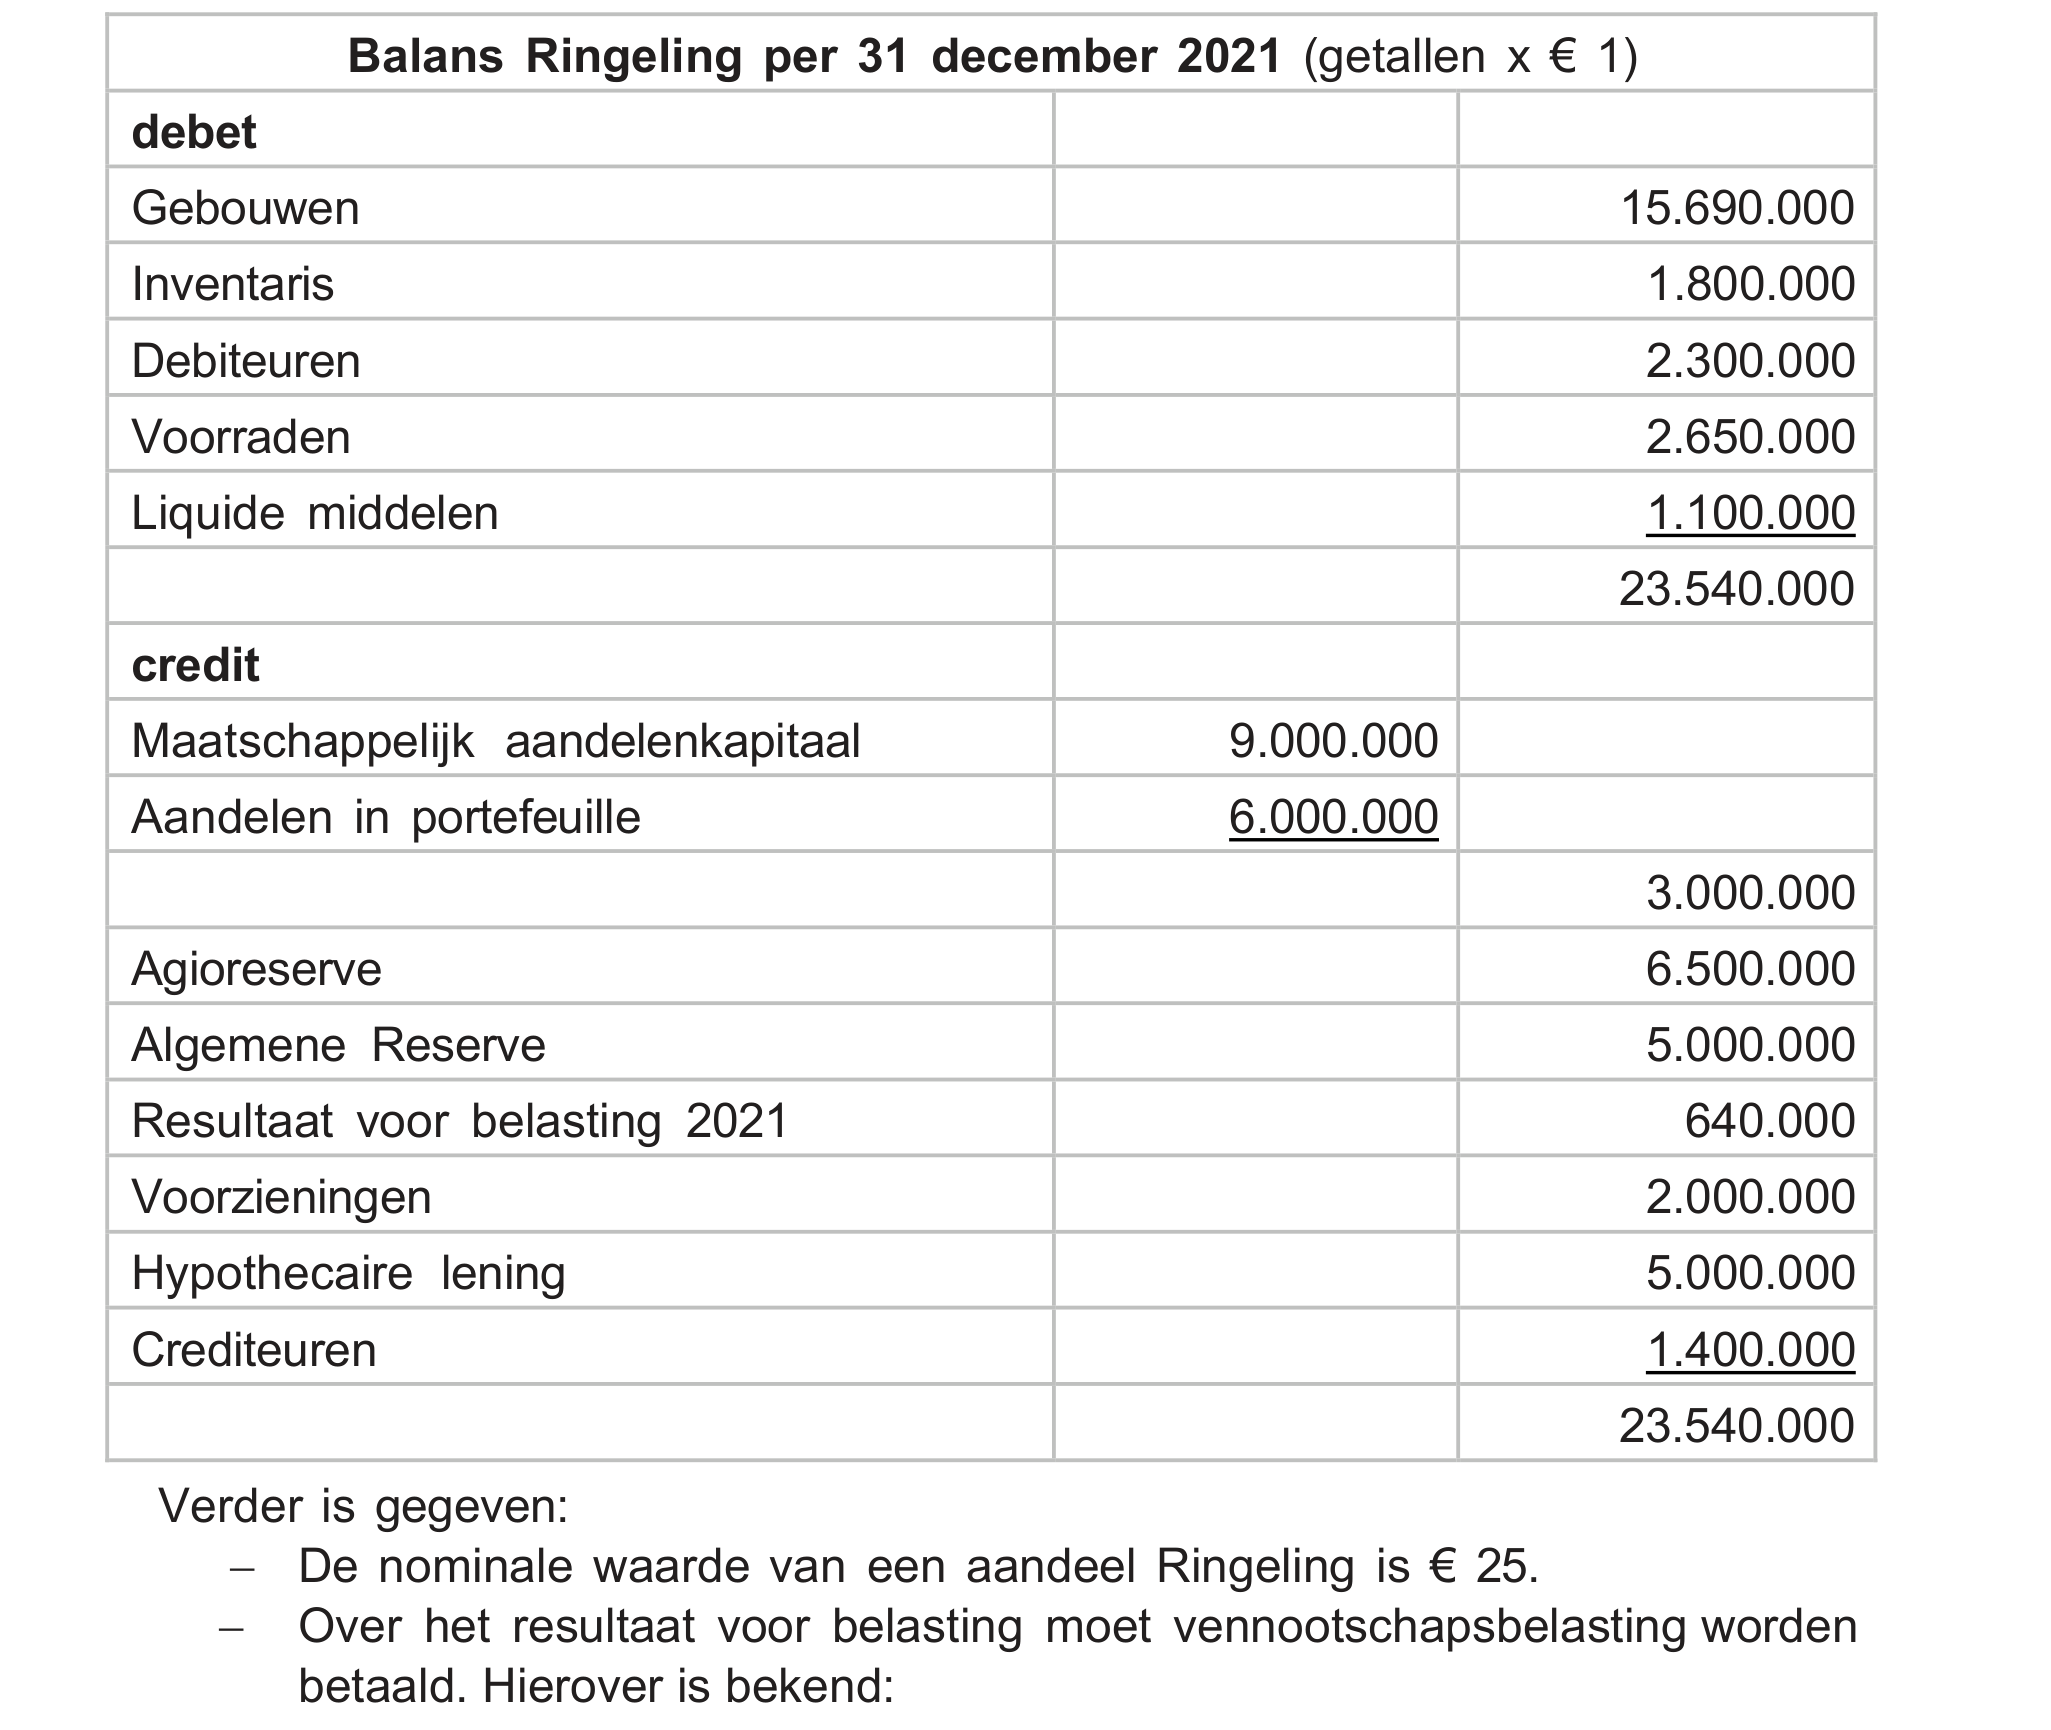 Balans Ringeling per 31 december 2021 (getallen x € 1)
debet
Gebouwen 15.690.000
Inventaris 1.800.000
Debiteuren 2.300.000
Voorraden 2.650.000
Liquide middelen 1.100.000
23.540.000
credit
Maatschappelijk aandelenkapitaal 9.000.000
Aandelen in portefeuille 6.000.000
3.000.000
Agioreserve 6.500.000
Algemene Reserve 5.000.000
Resultaat voor belasting 2021 640.000
Voorzieningen 2.000.000
Hypothecaire lening 5.000.000
Crediteuren 1.400.000
23.540.000
Verder is gegeven:
– De nominale waarde van een aandeel Ringeling is € 25.
– Over het resultaat voor belasting moet vennootschapsbelasting worden
betaald. Hierover is bekend: